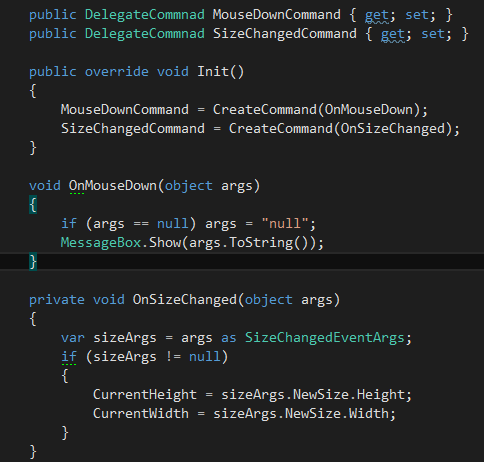 public DelegateCommnad MouseDownCommand { get; set; }
public DelegateCommnad SizeChangedCommand { get; set; }
public override void Init()
{
MouseDownCommand = CreateCommand(OnMouseDown);
SizeChangedCommand = CreateCommand(OnSizeChanged);
}
void OnMouseDown(object args)
{
if (args == null) args = "null";
MessageBox.Show(args.ToString());
}
private void OnSizeChanged(object args)
{
var sizeArgs = args as SizeChangedEventArgs;
if (sizeArgs != null)
{
CurrentHeight = sizeArgs.NewSize.Height;
CurrentWidth = sizeArgs.NewSize.Width;
}
}